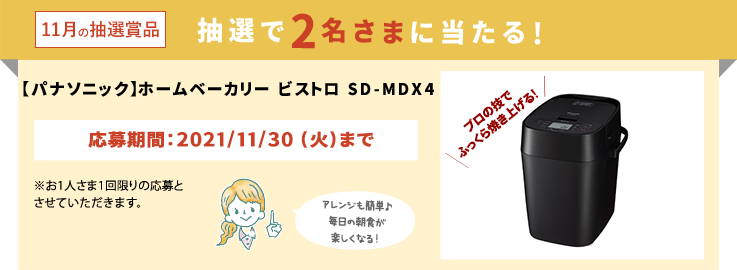 11月の抽選賞品
抽選で2名さまに当たる!
【パナソニック】ホームベーカリー ビストロ SD-MDX4
応募期間:2021/11/30 (火)まで
※お1人さま1回限りの応募と
させていただきます。
アレンジも簡単♪
毎日の朝食が
楽しくなる!
プロの技で
ふっくら焼き上げる!